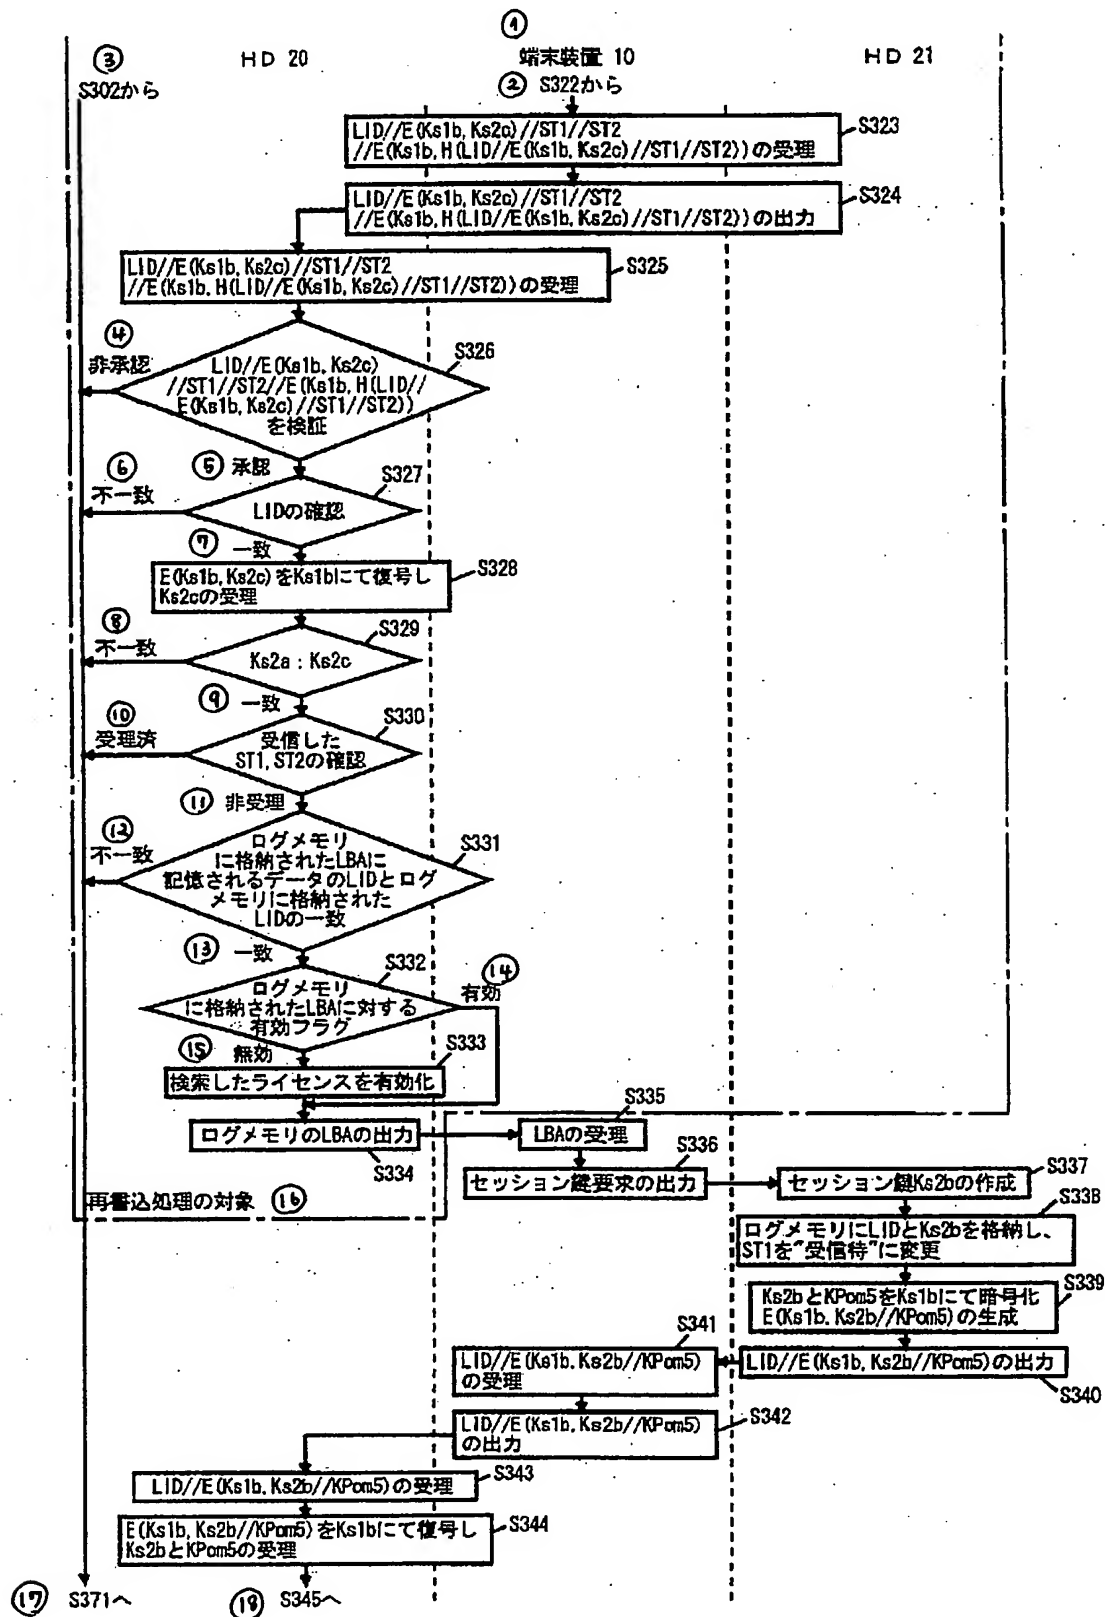 ①
③ HD 20 端末装置 10 HD 21
S302から ② S322から
LID//E(Ks1b, Ks2c)//ST1//ST2
//E(Ks1b, H(LID//E(Ks1b, Ks2c)//ST1//ST2))の受理
S323
LID//E(Ks1b, Ks2c)//ST1//ST2
//E(Ks1b, H(LID//E(Ks1b, Ks2c)//ST1//ST2))の出力
S324
LID//E(Ks1b, Ks2c)//ST1//ST2
//E(Ks1b, H(LID//E(Ks1b, Ks2c)//ST1//ST2))の受理
S325
④
非承認
S326
LID//E(Ks1b, Ks2c)
//ST1//ST2//E(Ks1b, H(LID//
E(Ks1b, Ks2c)//ST1//ST2))
を検証
⑤ 承認
⑥
不一致
S327
LIDの確認
⑦ 一致
E(Ks1b, Ks2c)をKs1bにて復号し
Ks2cの受理
S328
⑧
不一致
S329
Ks2a : Ks2c
⑨ 一致
⑩
受理済
S330
受信した
ST1, ST2の確認
⑪ 非受理
⑫
不一致
S331
ログメモリ
に格納されたLBAに
記憶されるデータのLIDとログ
メモリに格納された
LIDの一致
⑬ 一致
S332
⑭
有効
ログメモリ
に格納されたLBAに対する
有効フラグ
⑮ 無効
S333
検索したライセンスを有効化
S335
ログメモリのLBAの出力
LBAの受理
S334
S336
セッション鍵要求の出力
セッション鍵Ks2bの作成
S337
再書込処理の対象 ⑯
S338
ログメモリにLIDとKs2bを格納し、
ST1を"受信待"に変更
S339
Ks2bとKPom5をKs1bにて暗号化
E(Ks1b, Ks2b//KPom5)の生成
S341
LID//E(Ks1b, Ks2b//KPom5)
の受理
LID//E(Ks1b, Ks2b//KPom5)の出力
S340
LID//E(Ks1b, Ks2b//KPom5)
の出力
S342
LID//E(Ks1b, Ks2b//KPom5)の受理
S343
E(Ks1b, Ks2b//KPom5)をKs1bにて復号し
Ks2bとKPom5の受理
S344
⑰ S371へ ⑱ S345へ